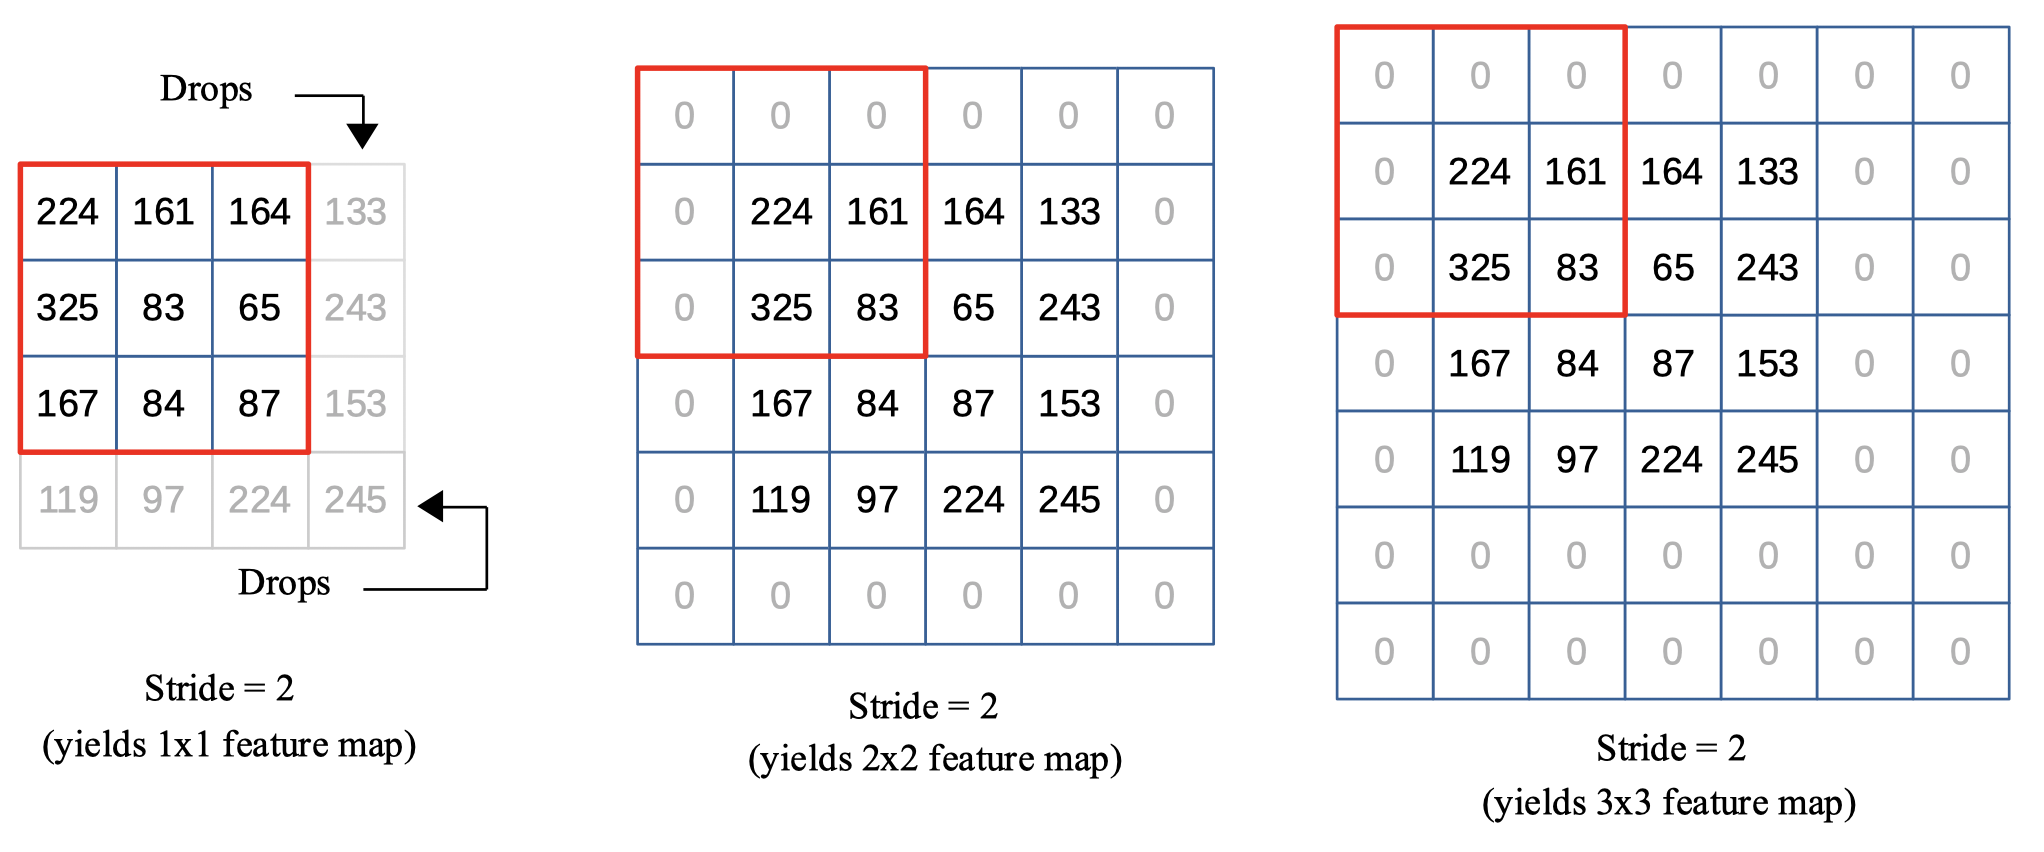 Drops
224 161 164 133
325 83 65 243
167 84 87 153
119 97 224 245
Drops
Stride = 2
(yields 1x1 feature map)
0 0 0 0 0 0
0 224 161 164 133 0
0 325 83 65 243 0
0 167 84 87 153 0
0 119 97 224 245 0
0 0 0 0 0 0
Stride = 2
(yields 2x2 feature map)
0 0 0 0 0 0 0
0 224 161 164 133 0 0
0 325 83 65 243 0 0
0 167 84 87 153 0 0
0 119 97 224 245 0 0
0 0 0 0 0 0 0
0 0 0 0 0 0 0
Stride = 2
(yields 3x3 feature map)